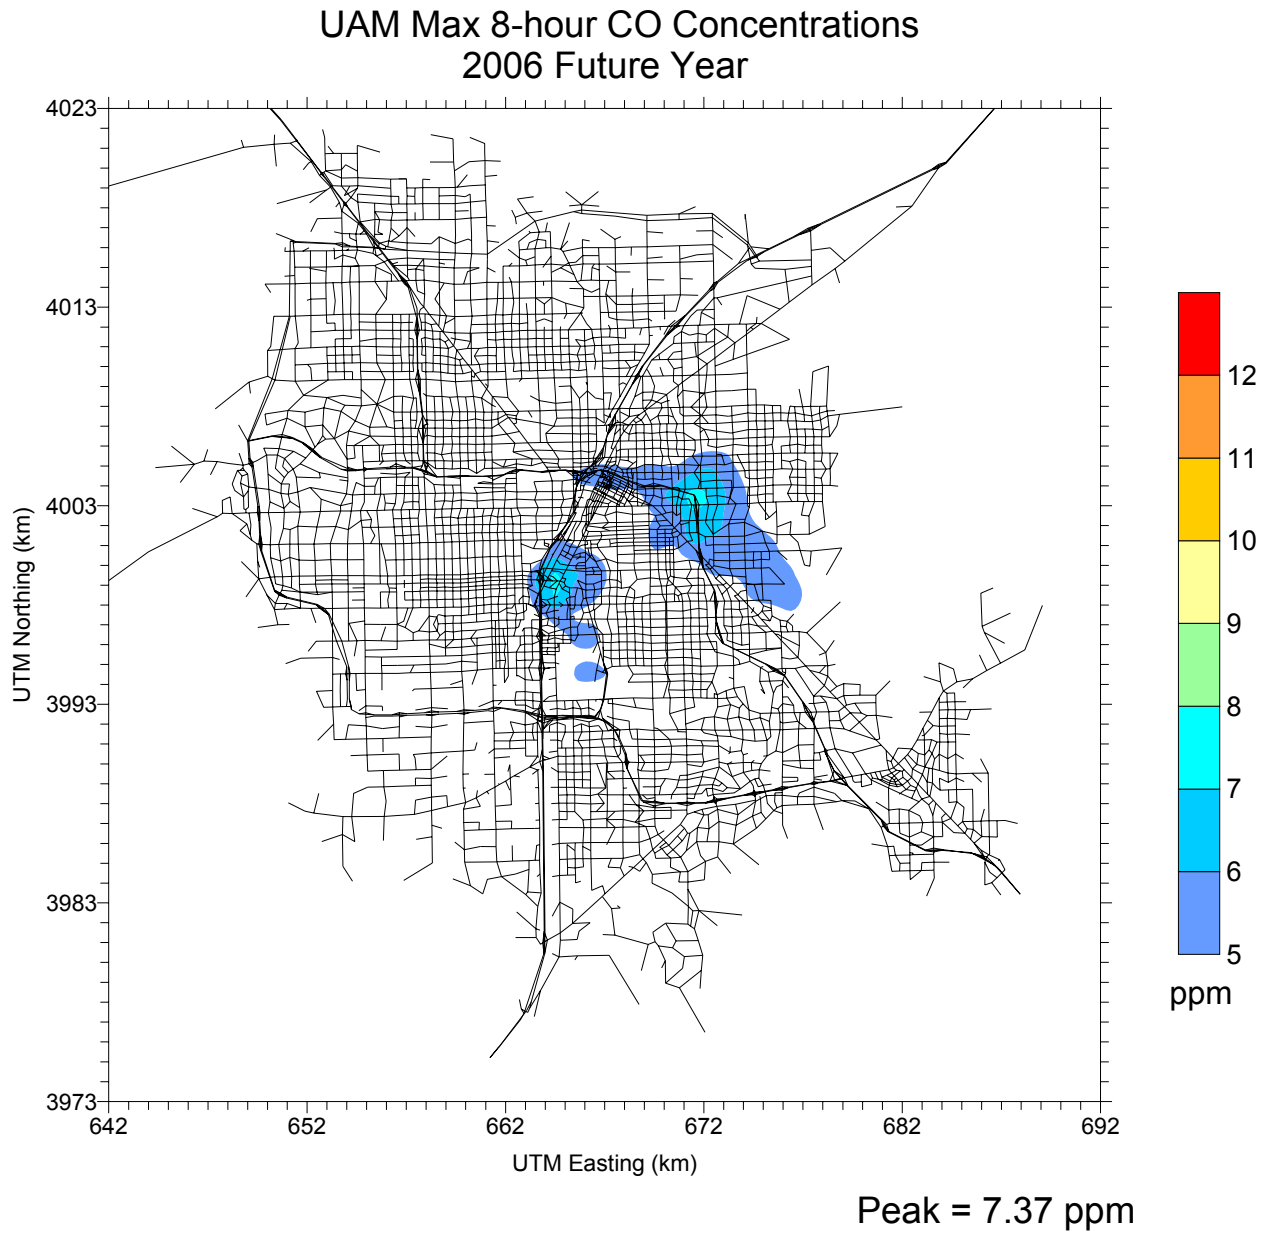 UAM Max 8-hour CO Concentrations
2006 Future Year
4023
4013
4003
3993
3983
3973
UTM Northing (km)
642 652 662 672 682 692
UTM Easting (km)
12
11
10
9
8
7
6
5
ppm
Peak = 7.37 ppm